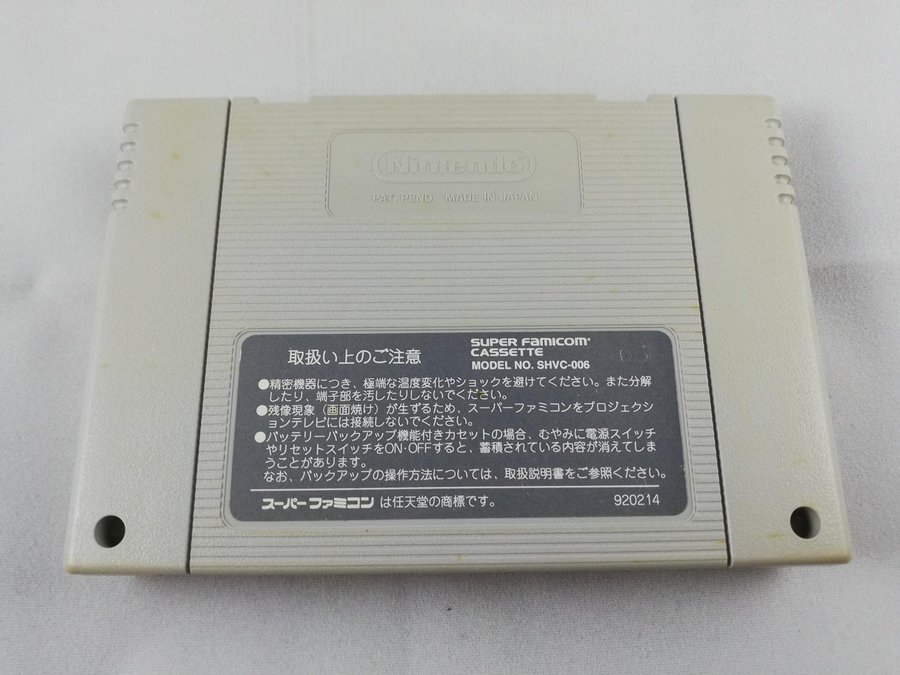 Nintendo
PAT. PEND. MADE IN JAPAN
取扱い上のご注意
SUPER FAMICOM
CASSETTE
MODEL NO. SHVC-006
●精密機器につき、極端な温度変化やショックを避けてください。また分解
したり、端子部を汚したりしないでください。
●残像現象（画面焼け）が生ずるため、スーパーファミコンをプロジェクシ
ョンテレビには接続しないでください。
●バッテリーバックアップ機能付きカセットの場合、むやみに電源スイッチ
やリセットスイッチをON·OFFすると、蓄積されている内容が消えてしま
うことがあります。
なお、バックアップの操作方法については、取扱説明書をご参照ください。
スーパーファミコン は任天堂の商標です。
920214